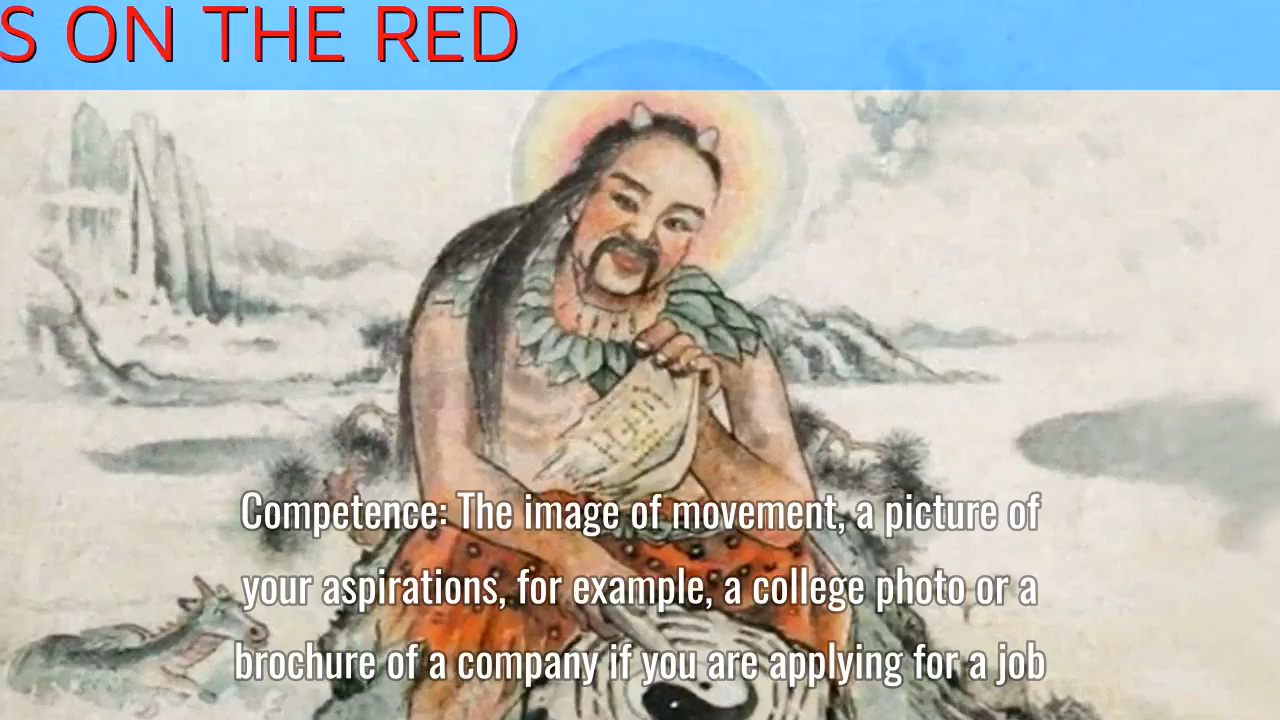 S ON THE RED
Competence: The image of movement, a picture of
your aspirations, for example, a college photo or a
brochure of a company if you are applying for a job